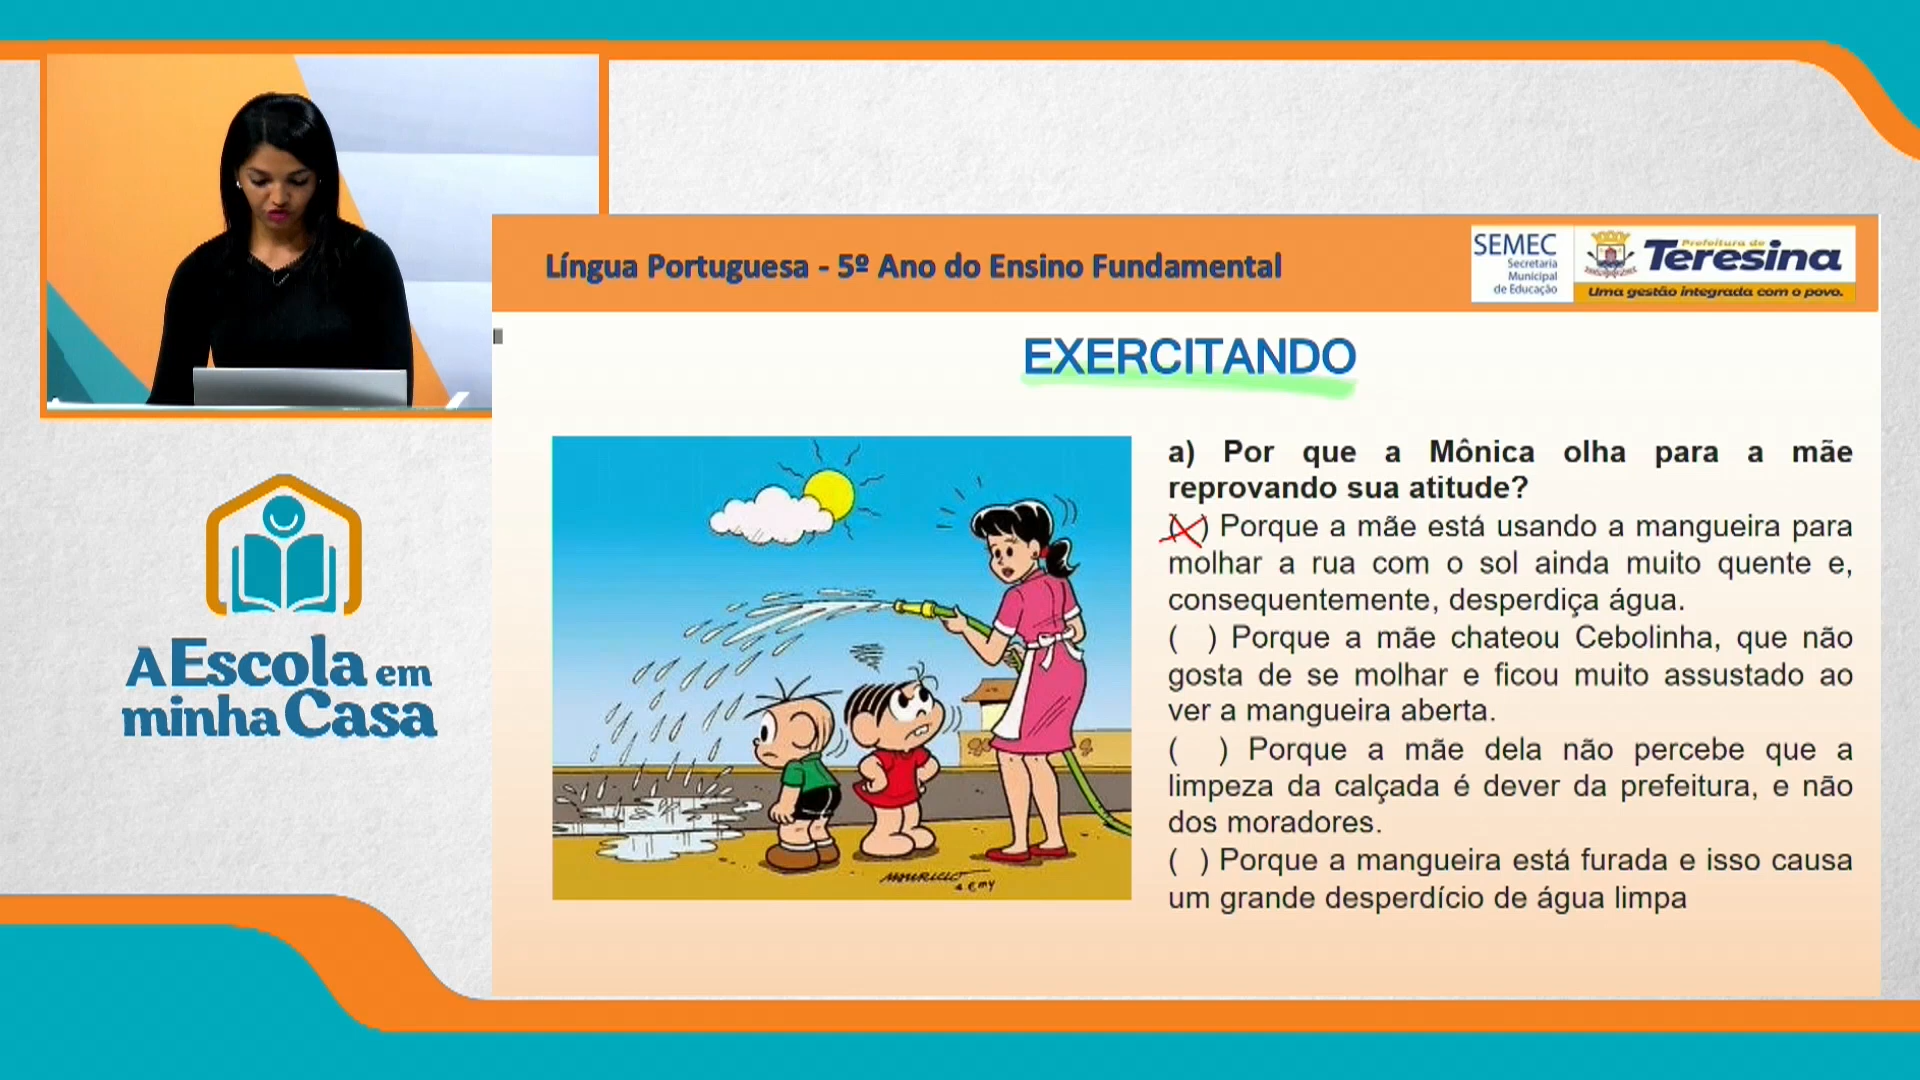 Língua Portuguesa - 5º Ano do Ensino Fundamental
SEMEC
Secretaria
Municipal
de Educação
Prefeitura de
Teresina
Uma gestão integrada com o povo.
EXERCITANDO
a) Por que a Mônica olha para a mãe
reprovando sua atitude?
(X) Porque a mãe está usando a mangueira para
molhar a rua com o sol ainda muito quente e,
consequentemente, desperdiça água.
( ) Porque a mãe chateou Cebolinha, que não
gosta de se molhar e ficou muito assustado ao
ver a mangueira aberta.
( ) Porque a mãe dela não percebe que a
limpeza da calçada é dever da prefeitura, e não
dos moradores.
( ) Porque a mangueira está furada e isso causa
um grande desperdício de água limpa
MAURICIO
A Escola em
minha Casa